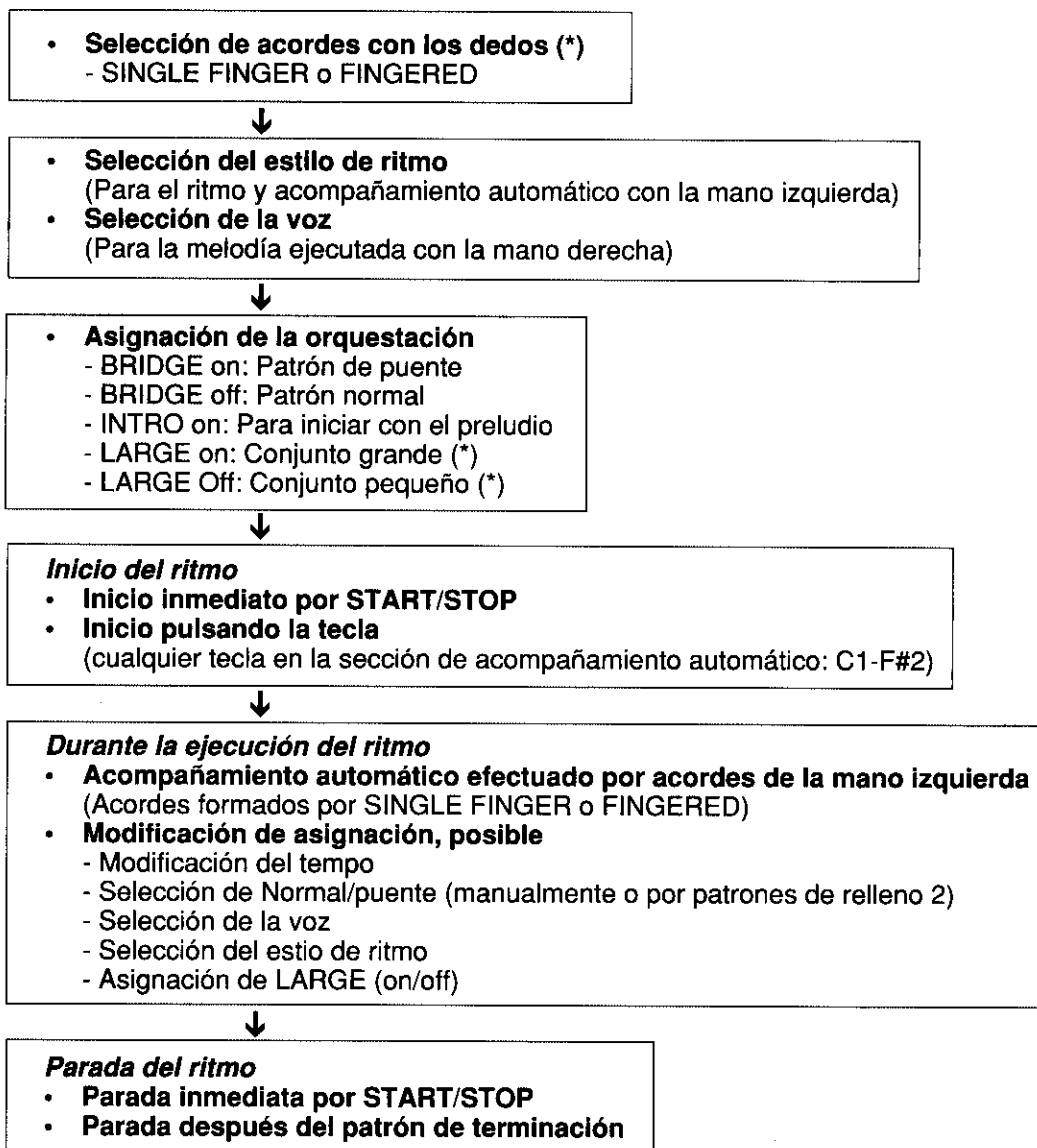 • Selección de acordes con los dedos (*)
- SINGLE FINGER o FINGERED
• Selección del estilo de ritmo
(Para el ritmo y acompañamiento automático con la mano izquierda)
• Selección de la voz
(Para la melodía ejecutada con la mano derecha)
• Asignación de la orquestación
- BRIDGE on: Patrón de puente
- BRIDGE off: Patrón normal
- INTRO on: Para iniciar con el preludio
- LARGE on: Conjunto grande (*)
- LARGE Off: Conjunto pequeño (*)
Inicio del ritmo
• Inicio inmediato por START/STOP
• Inicio pulsando la tecla
(cualquier tecla en la sección de acompañamiento automático: C1-F#2)
Durante la ejecución del ritmo
• Acompañamiento automático efectuado por acordes de la mano izquierda
(Acordes formados por SINGLE FINGER o FINGERED)
• Modificación de asignación, posible
- Modificación del tempo
- Selección de Normal/puente (manualmente o por patrones de relleno 2)
- Selección de la voz
- Selección del estio de ritmo
- Asignación de LARGE (on/off)
Parada del ritmo
• Parada inmediata por START/STOP
• Parada después del patrón de terminación